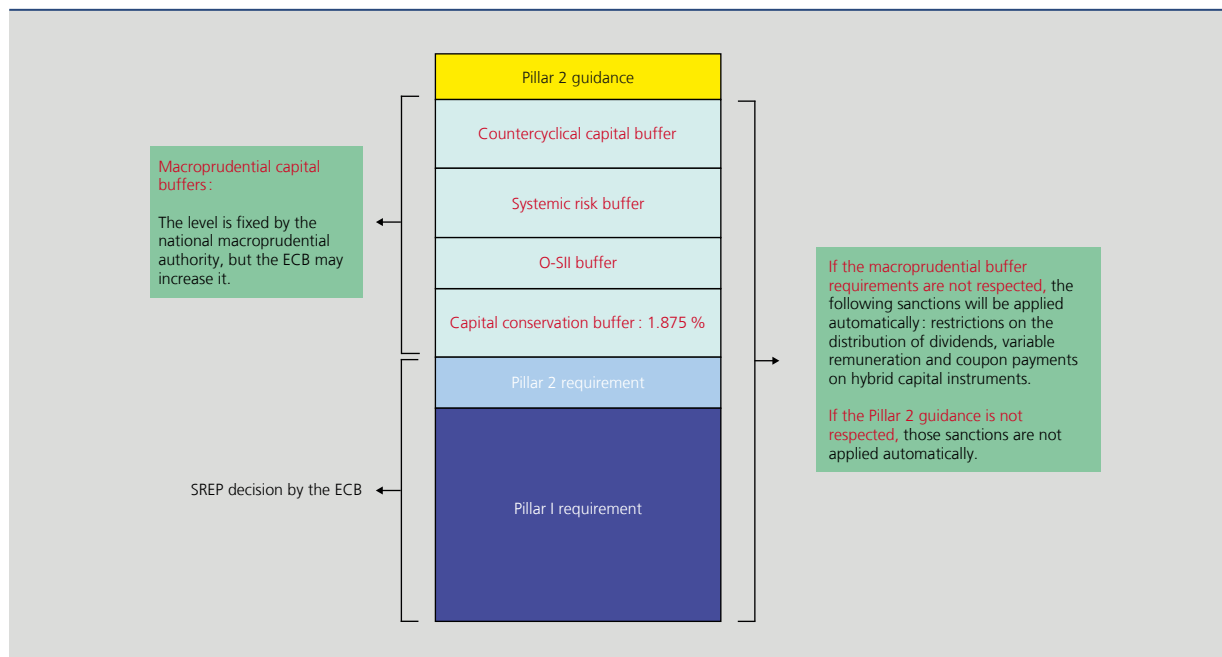 Pillar 2 guidance
Countercyclical capital buffer
Systemic risk buffer
O-SII buffer
Capital conservation buffer : 1.875 %
Pillar 2 requirement
Pillar I requirement
Macroprudential capital
buffers :
The level is fixed by the
national macroprudential
authority, but the ECB may
increase it.
SREP decision by the ECB
If the macroprudential buffer
requirements are not respected, the
following sanctions will be applied
automatically : restrictions on the
distribution of dividends, variable
remuneration and coupon payments
on hybrid capital instruments.
If the Pillar 2 guidance is not
respected, those sanctions are not
applied automatically.